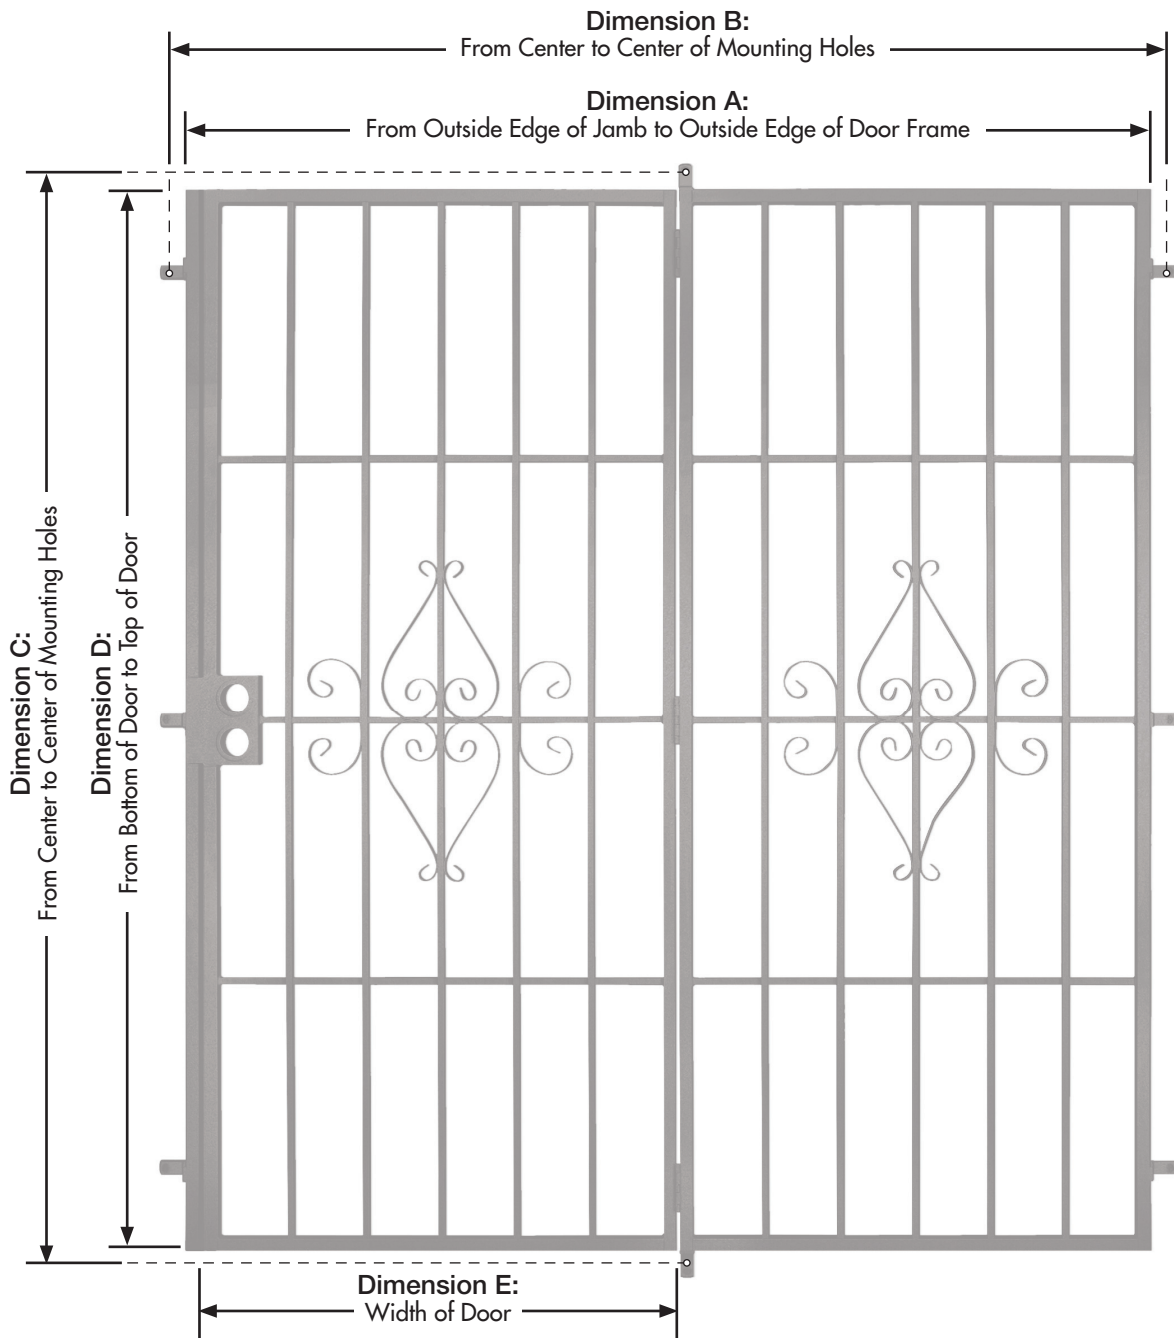 Dimension B:
From Center to Center of Mounting Holes
Dimension A:
From Outside Edge of Jamb to Outside Edge of Door Frame
Dimension C:
From Center to Center of Mounting Holes
Dimension D:
From Bottom of Door to Top of Door
Dimension E:
Width of Door